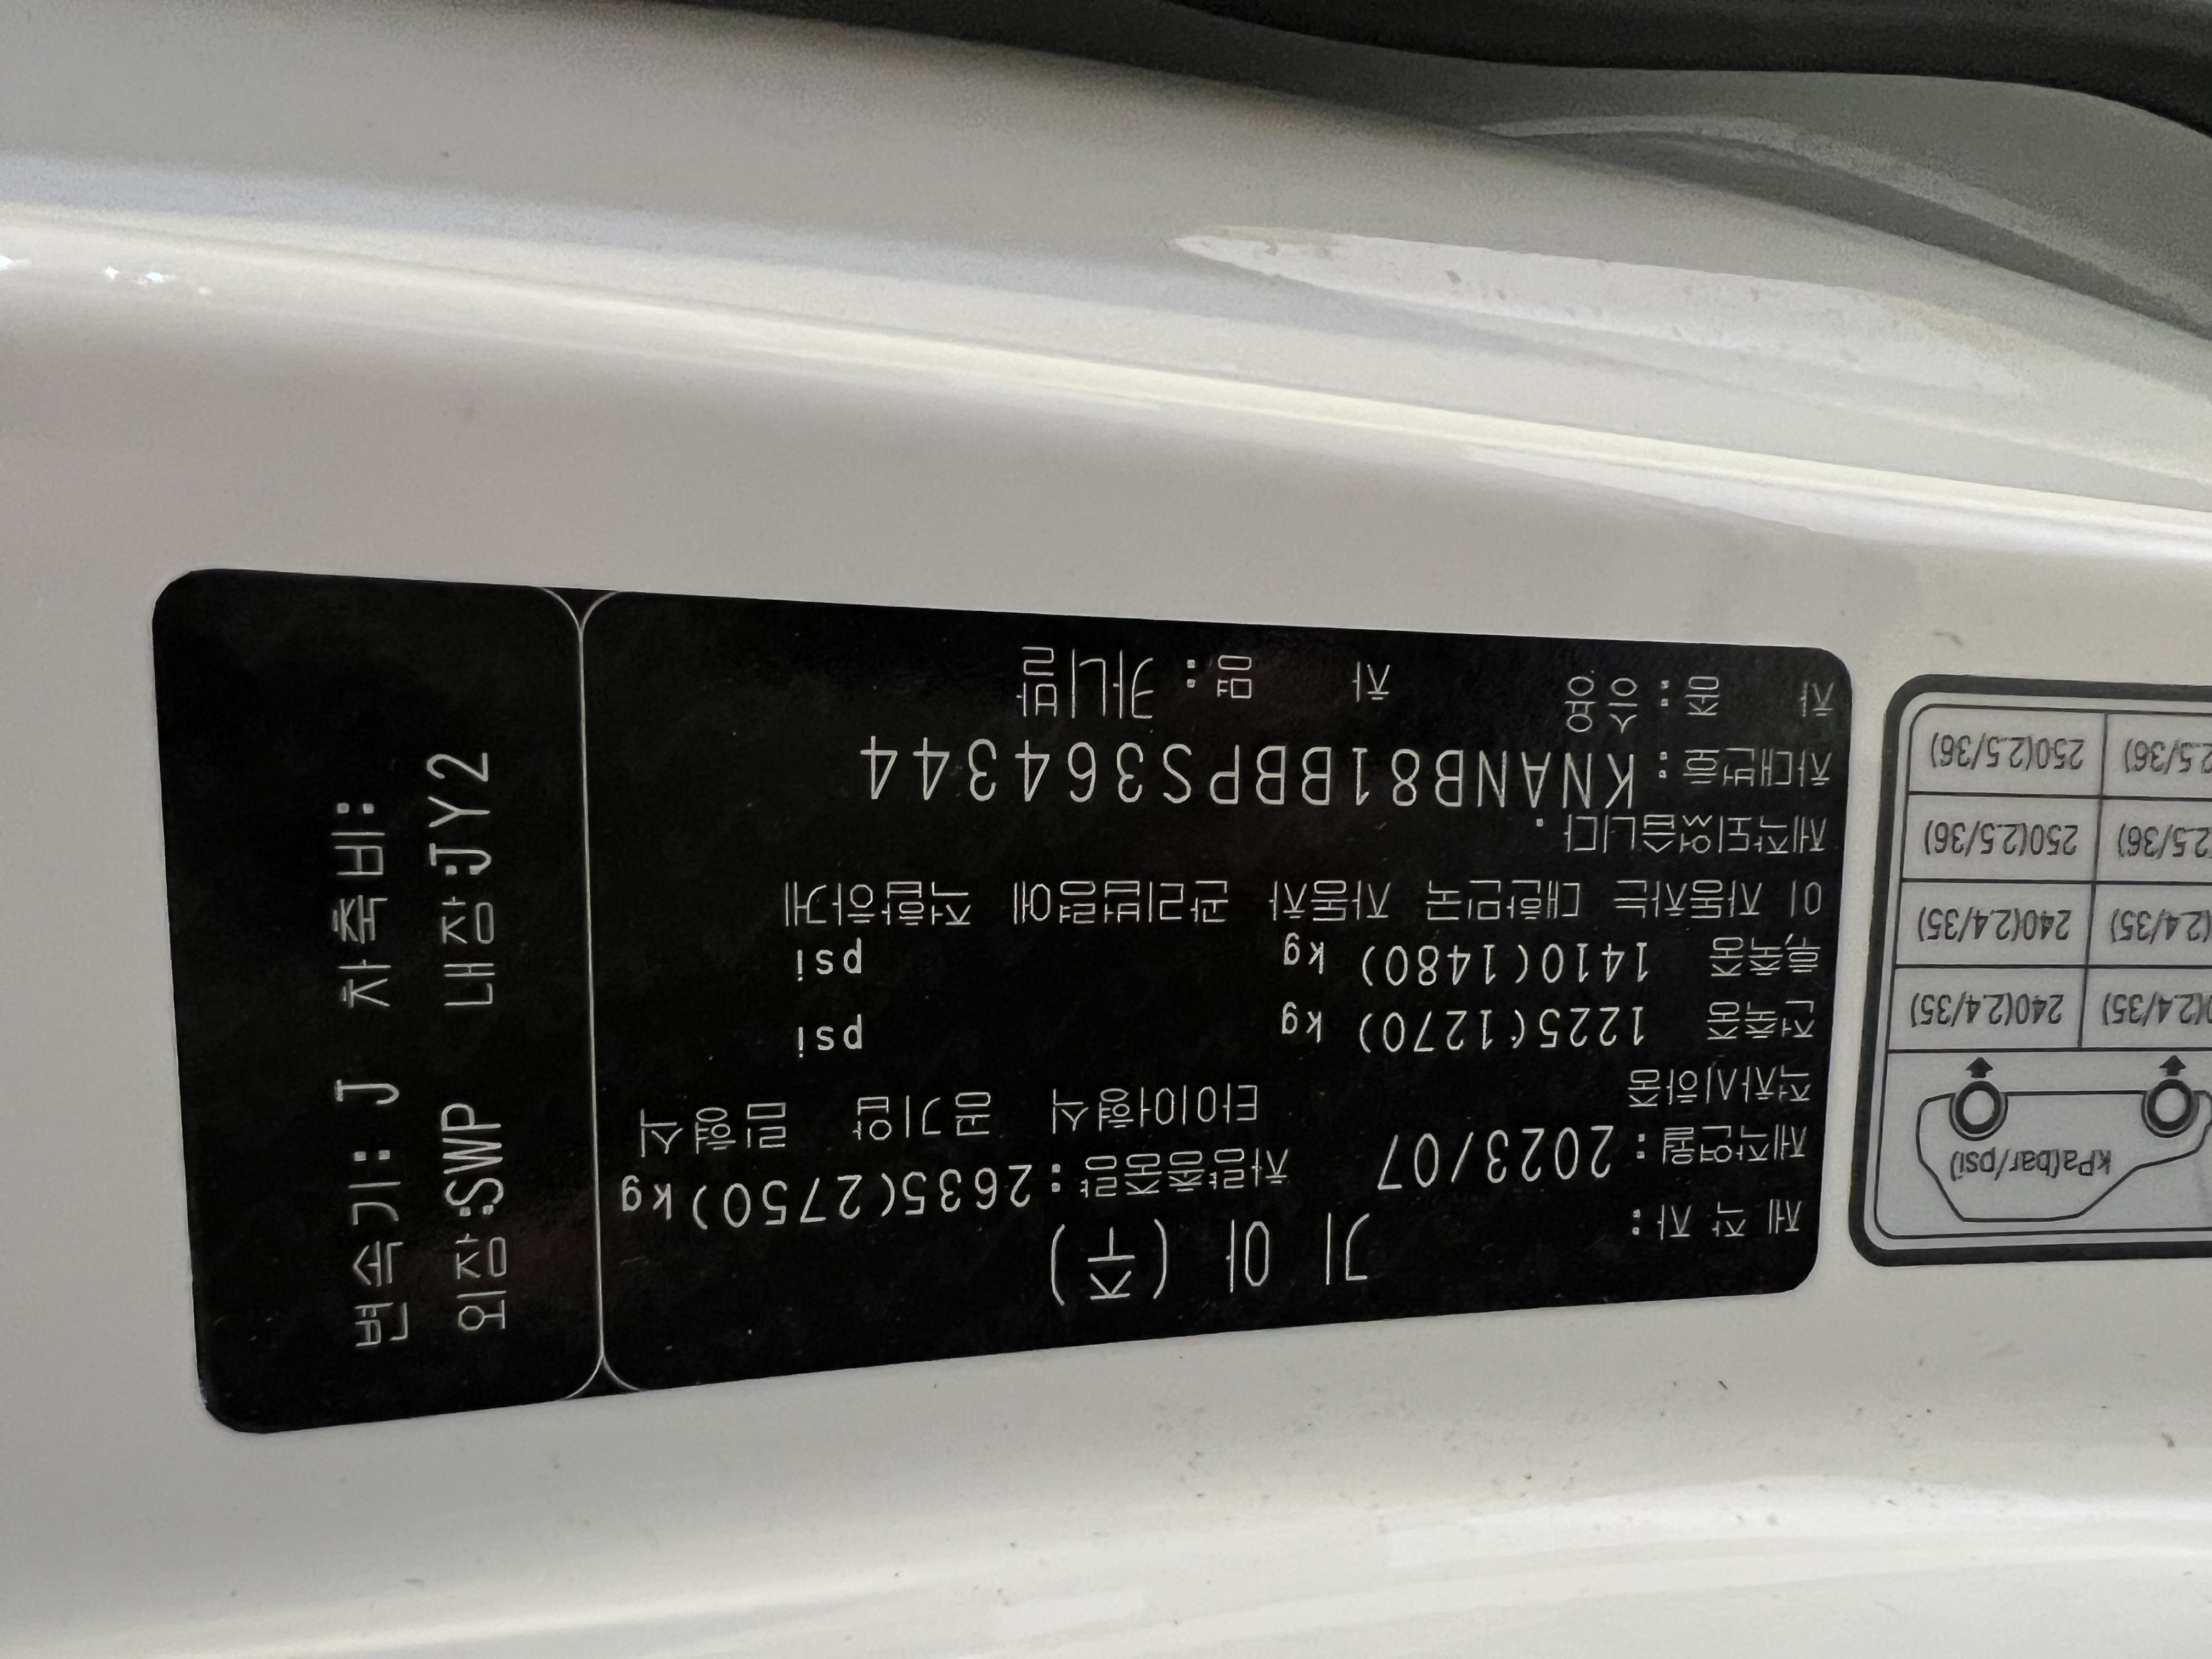 제 작 자: 기 아 (주)
제작연월: 2023/07 차량총중량: 2635(2750)kg
적차시하중 타이어형식 공기압 림형식
전축중 1225(1270) kg psi
후축중 1410(1480) kg psi
이 자동차는 대한민국 자동차 관리법령에 적합하게
제작되었습니다.
차대번호: KNANB81BBPS364344
차 종: 승용 차 명: 카니발
변속기: J 차축비:
외장:SWP 내장:JY2
kPa(bar/psi)
240(2.4/35)
240(2.4/35)
250(2.5/36)
250(2.5/36)